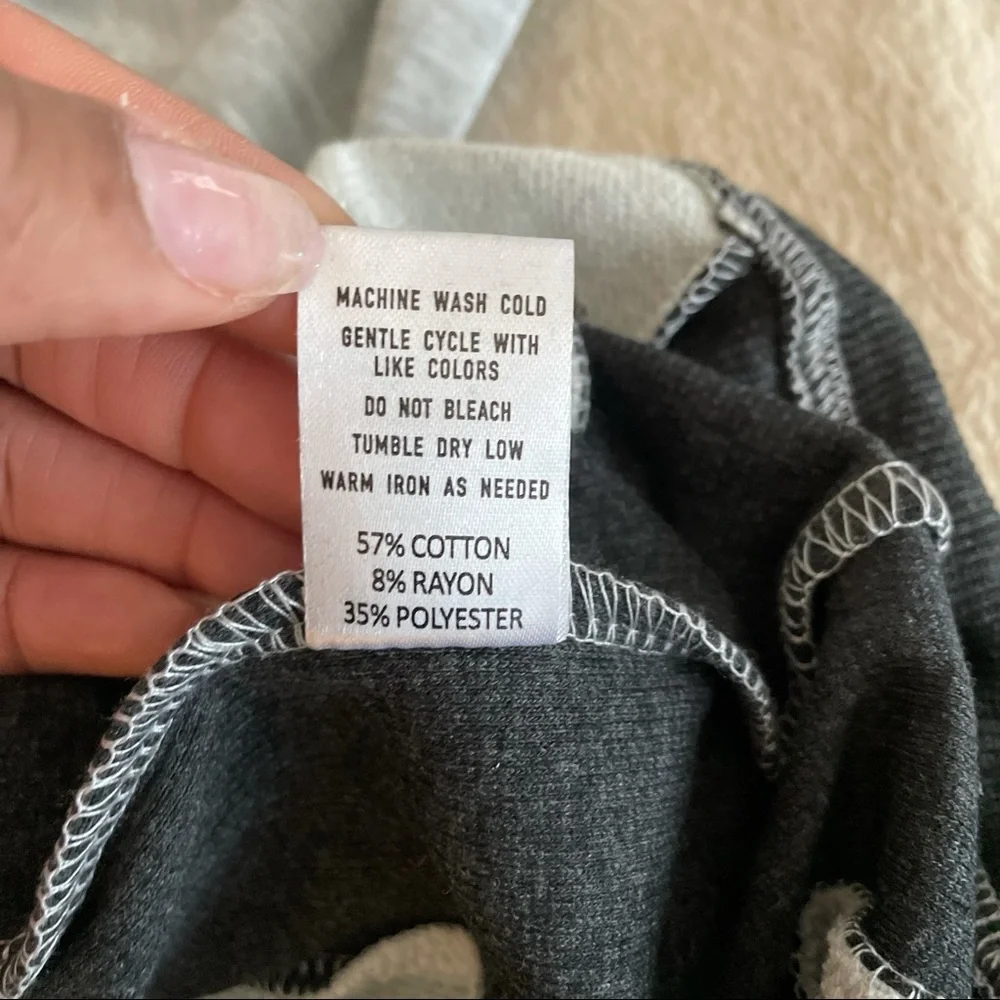 MACHINE WASH COLD
GENTLE CYCLE WITH
LIKE COLORS
DO NOT BLEACH
TUMBLE DRY LOW
WARM IRON AS NEEDED
57% COTTON
8% RAYON
35% POLYESTER